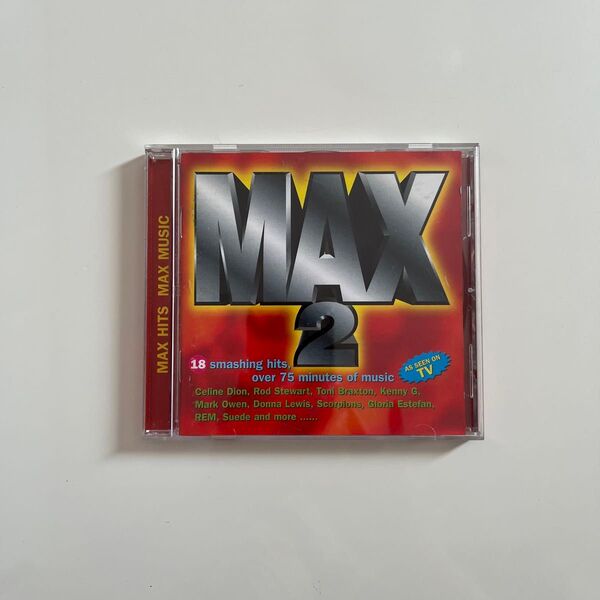 MAX HITS MAX MUSIC
MAX
2
18 smashing hits,
over 75 minutes of music
AS SEEN ON
TV
Celine Dion, Rod Stewart, Toni Braxton, Kenny G,
Mark Owen, Donna Lewis, Scorpions, Gloria Estefan,
REM, Suede and more ......